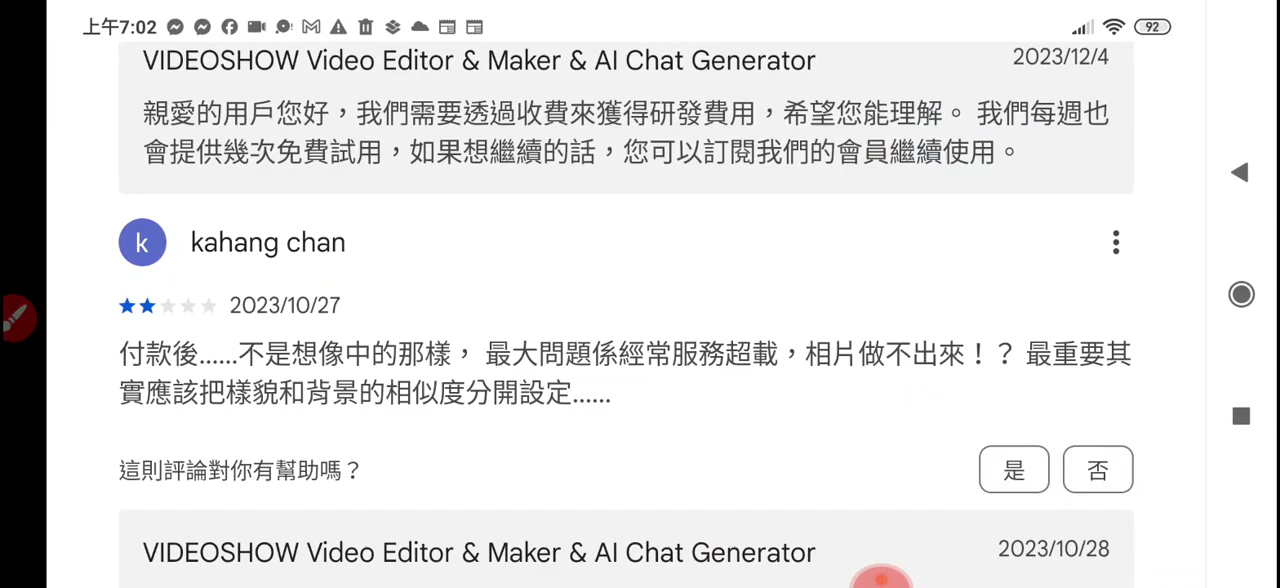 上午7:02
92
VIDEOSHOW Video Editor & Maker & AI Chat Generator
2023/12/4
親愛的用戶您好，我們需要透過收費來獲得研發費用，希望您能理解。 我們每週也
會提供幾次免費試用，如果想繼續的話，您可以訂閱我們的會員繼續使用。
k
kahang chan
2023/10/27
付款後......不是想像中的那樣， 最大問題係經常服務超載，相片做不出來！？ 最重要其
實應該把樣貌和背景的相似度分開設定......
這則評論對你有幫助嗎？
是
否
VIDEOSHOW Video Editor & Maker & AI Chat Generator
2023/10/28